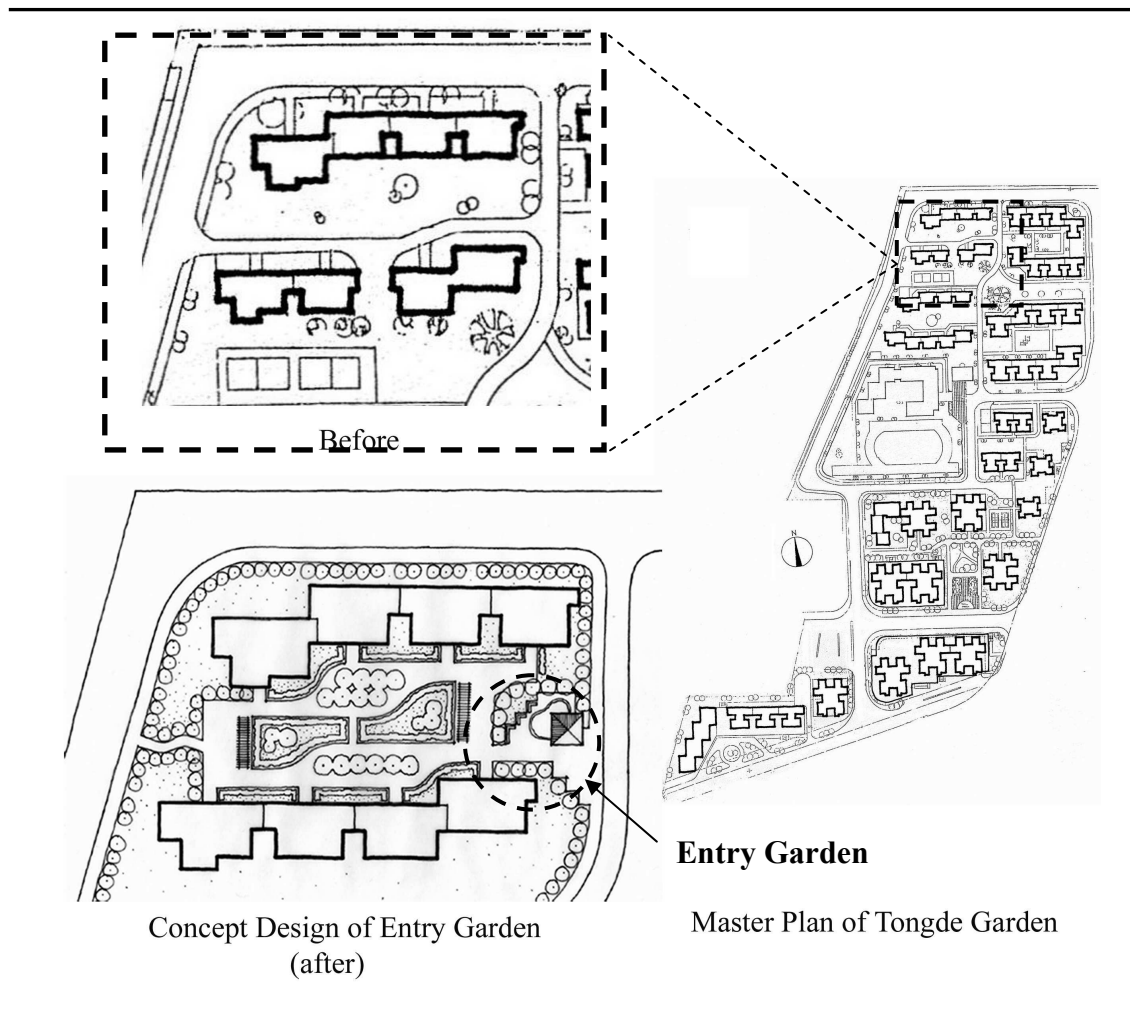 Before
N
Entry Garden
Concept Design of Entry Garden
(after)
Master Plan of Tongde Garden